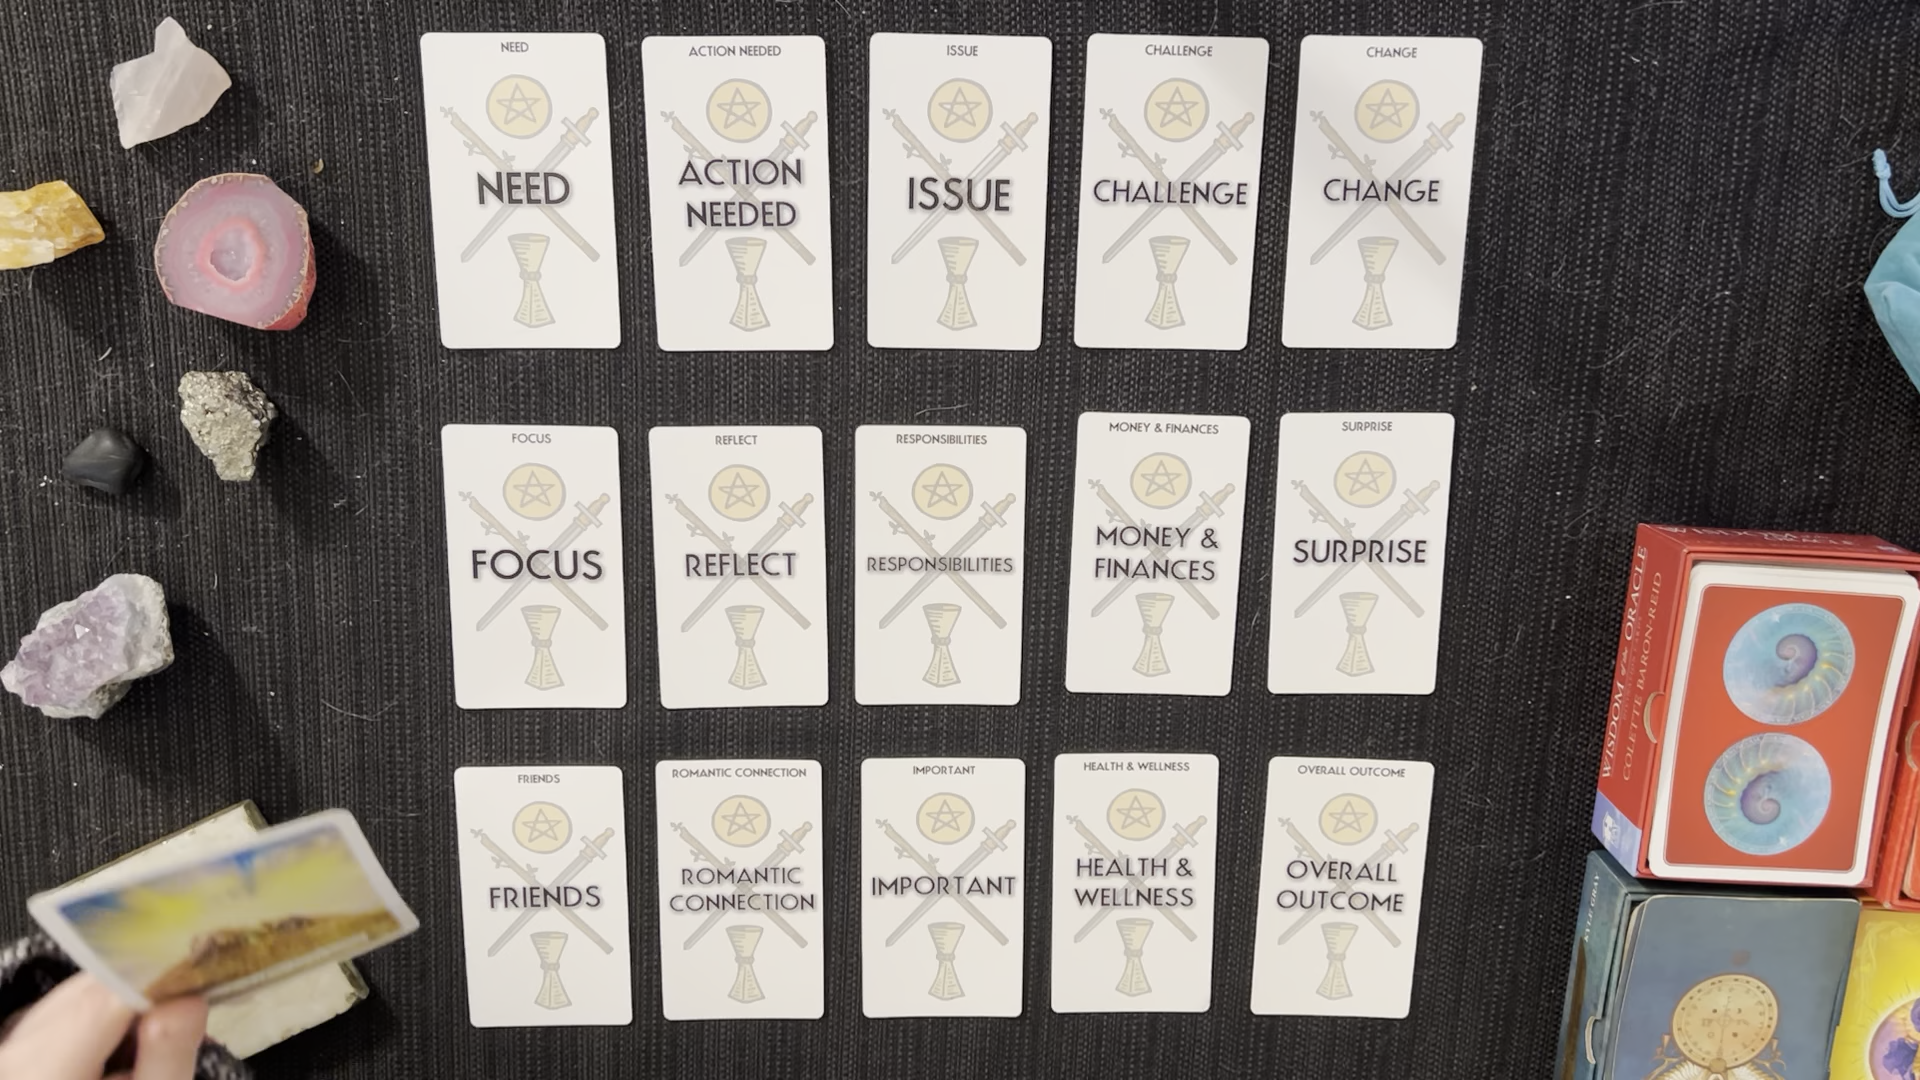 NEED
NEED
ACTION NEEDED
ACTION
NEEDED
ISSUE
ISSUE
CHALLENGE
CHALLENGE
CHANGE
CHANGE
FOCUS
FOCUS
REFLECT
REFLECT
RESPONSIBILITIES
RESPONSIBILITIES
MONEY & FINANCES
MONEY &
FINANCES
SURPRISE
SURPRISE
FRIENDS
FRIENDS
ROMANTIC CONNECTION
ROMANTIC
CONNECTION
IMPORTANT
IMPORTANT
HEALTH & WELLNESS
HEALTH &
WELLNESS
OVERALL OUTCOME
OVERALL
OUTCOME
WISDOM of the ORACLE
COLETTE BARON-REID
KYLE GRAY